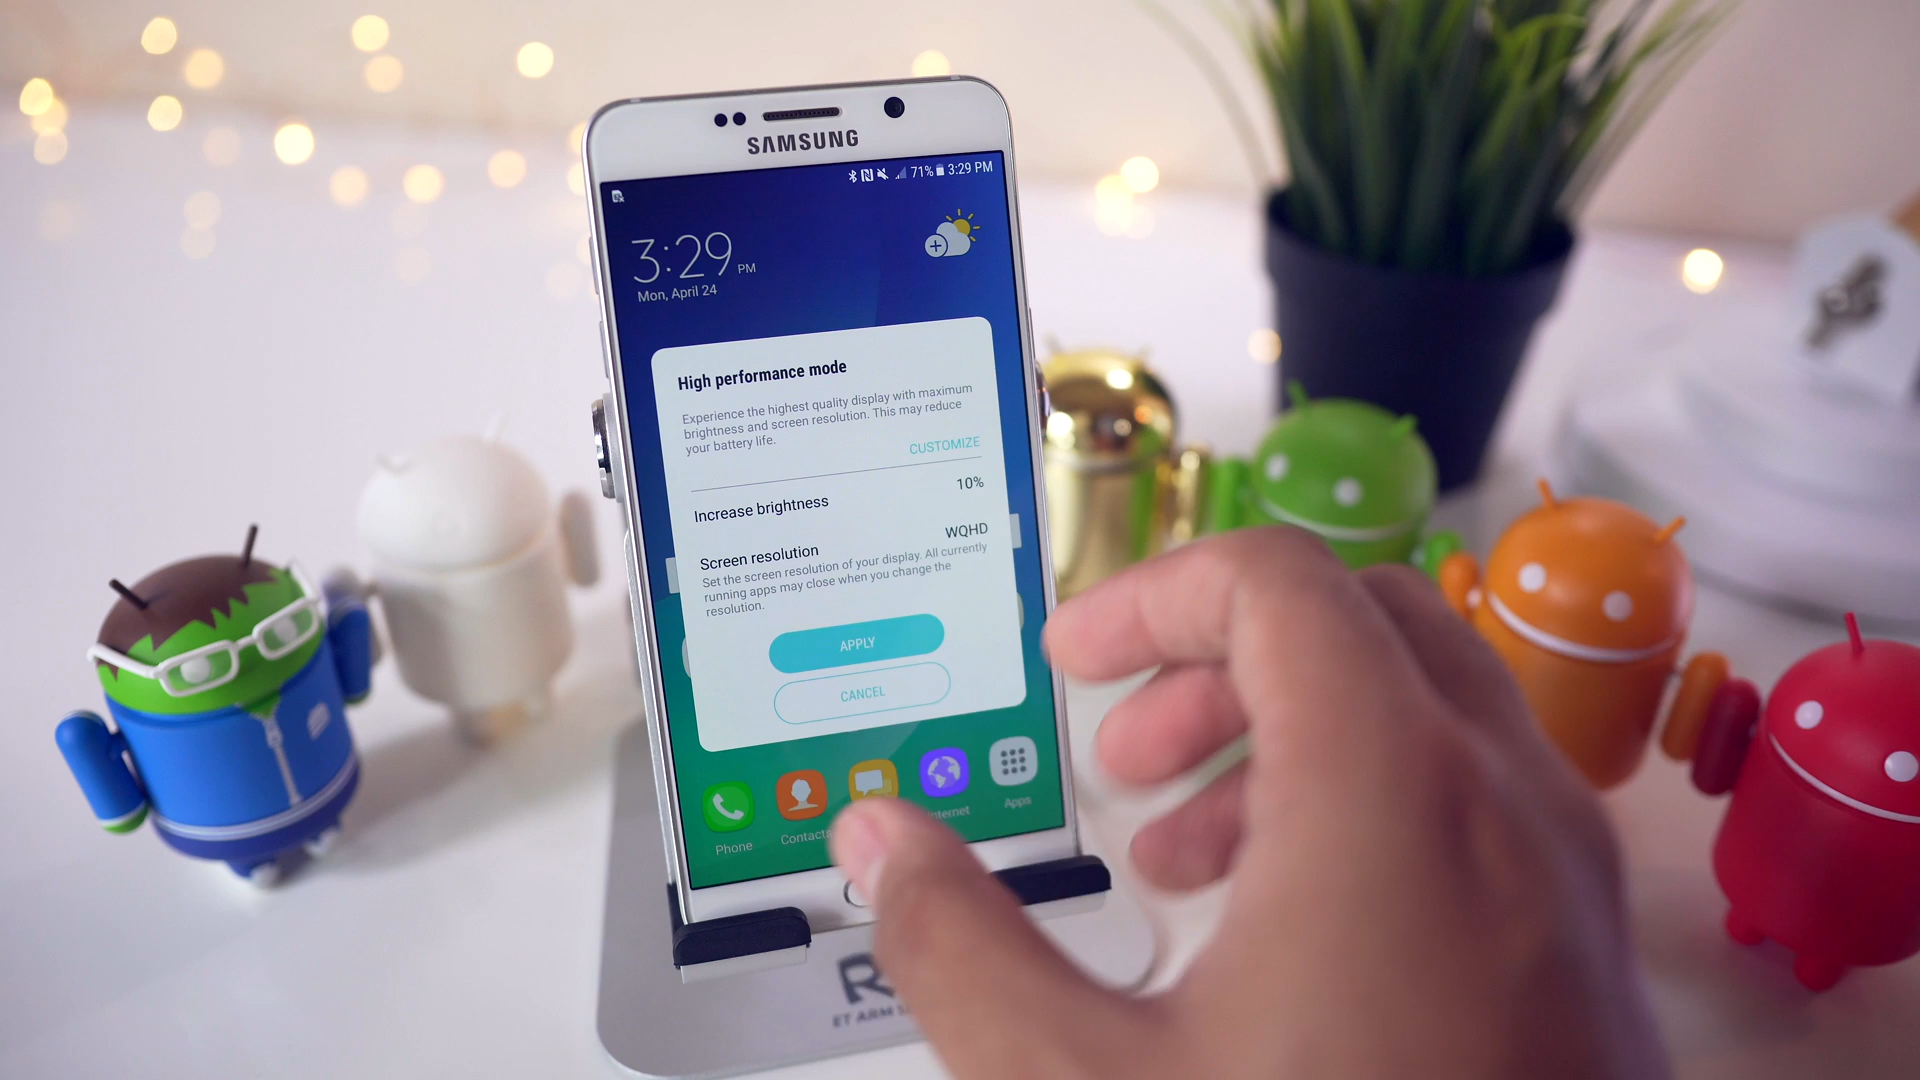 SAMSUNG
71% 3:29 PM
3:29 PM
Mon, April 24
High performance mode
Experience the highest quality display with maximum
brightness and screen resolution. This may reduce
your battery life.
CUSTOMIZE
Increase brightness 10%
Screen resolution WQHD
Set the screen resolution of your display. All currently
running apps may close when you change the
resolution.
APPLY
CANCEL
Phone
Contacts
nternet
Apps
R
ET ARM S